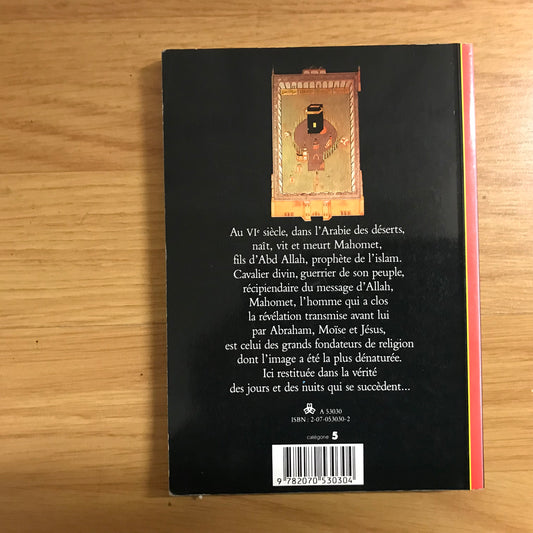 Au VIe siècle, dans l'Arabie des déserts,
naît, vit et meurt Mahomet,
fils d'Abd Allah, prophète de l'islam.
Cavalier divin, guerrier de son peuple,
récipiendaire du message d'Allah,
Mahomet, l'homme qui a clos
la révélation transmise avant lui
par Abraham, Moïse et Jésus,
est celui des grands fondateurs de religion
dont l'image a été la plus dénaturée.
Ici restituée dans la vérité
des jours et des nuits qui se succèdent...
A 53030
ISBN : 2-07-053030-2
catégorie 5
9 782070 530304